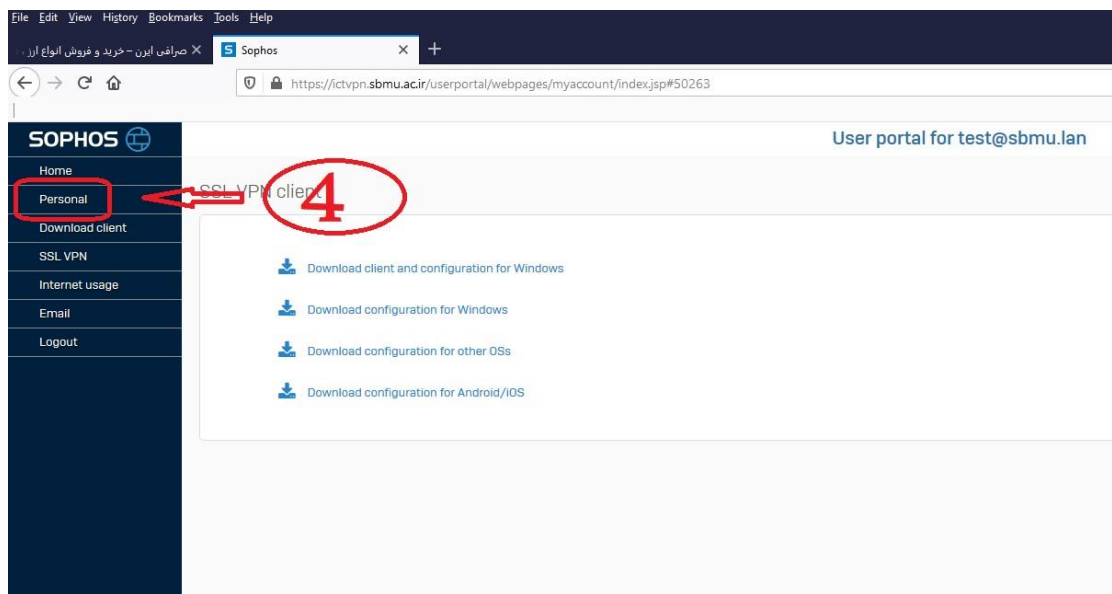 File Edit View History Bookmarks Tools Help
صرافی ایرن – خرید و فروش انواع ارز
Sophos
https://ictvpn.sbmu.ac.ir/userportal/webpages/myaccount/index.jsp#50263
SOPHOS
User portal for test@sbmu.lan
Home
Personal
Download client
SSL VPN
Internet usage
Email
Logout
SSL VPN client
4
Download client and configuration for Windows
Download configuration for Windows
Download configuration for other OSs
Download configuration for Android/iOS